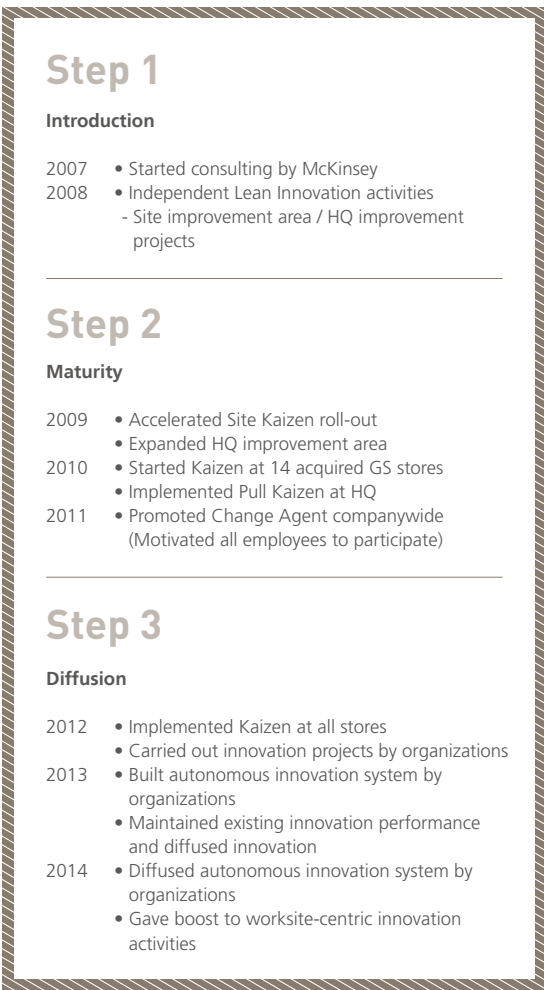 Step 1
Introduction
2007 • Started consulting by McKinsey
2008 • Independent Lean Innovation activities
- Site improvement area / HQ improvement
projects
Step 2
Maturity
2009 • Accelerated Site Kaizen roll-out
• Expanded HQ improvement area
2010 • Started Kaizen at 14 acquired GS stores
• Implemented Pull Kaizen at HQ
2011 • Promoted Change Agent companywide
(Motivated all employees to participate)
Step 3
Diffusion
2012 • Implemented Kaizen at all stores
• Carried out innovation projects by organizations
2013 • Built autonomous innovation system by
organizations
• Maintained existing innovation performance
and diffused innovation
2014 • Diffused autonomous innovation system by
organizations
• Gave boost to worksite-centric innovation
activities